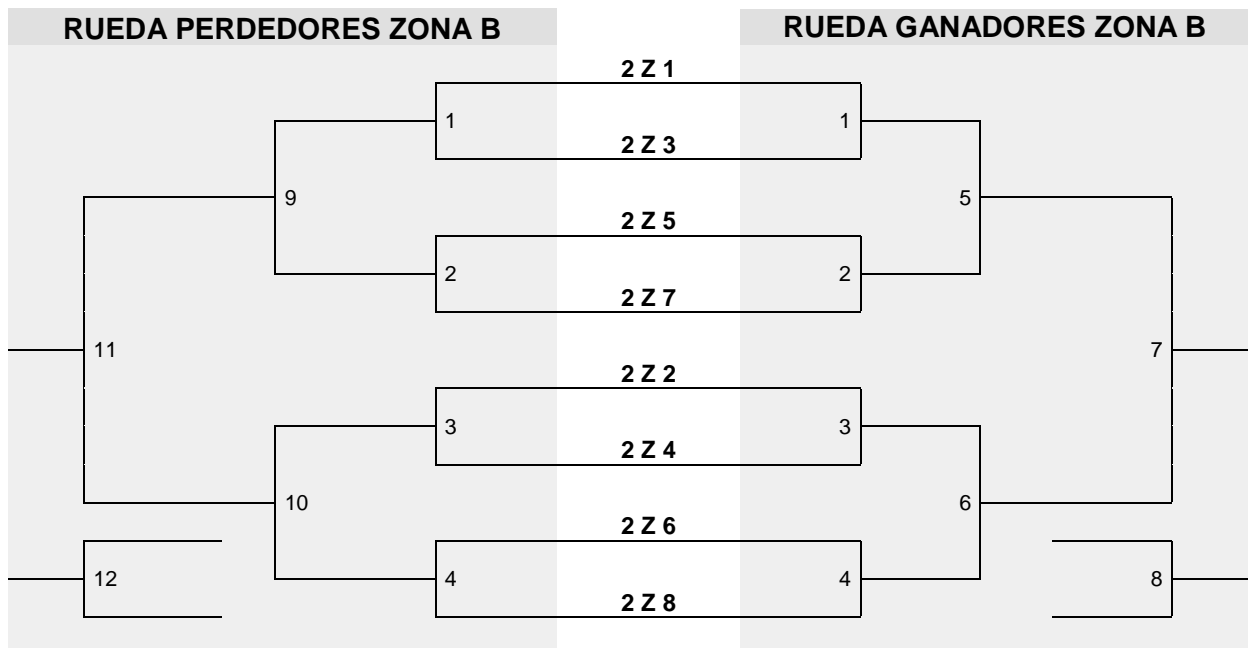 RUEDA PERDEDORES ZONA B
RUEDA GANADORES ZONA B
2 Z 1
1
1
2 Z 3
9
5
2 Z 5
2
2
2 Z 7
11
7
2 Z 2
3
3
2 Z 4
10
6
2 Z 6
12
4
4
8
2 Z 8